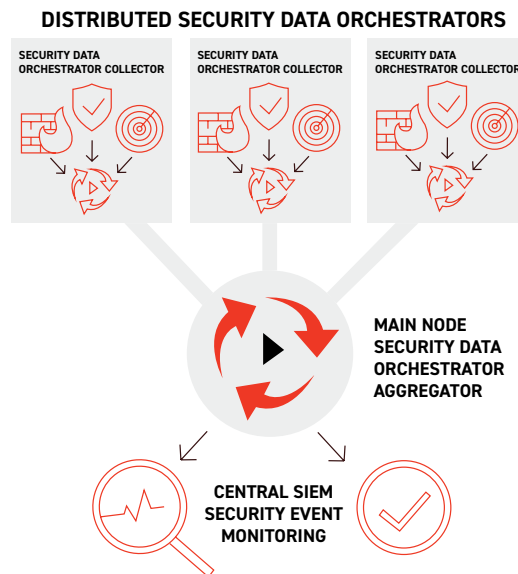 DISTRIBUTED SECURITY DATA ORCHESTRATORS
SECURITY DATA
ORCHESTRATOR COLLECTOR
SECURITY DATA
ORCHESTRATOR COLLECTOR
SECURITY DATA
ORCHESTRATOR COLLECTOR
MAIN NODE
SECURITY DATA
ORCHESTRATOR
AGGREGATOR
CENTRAL SIEM
SECURITY EVENT
MONITORING